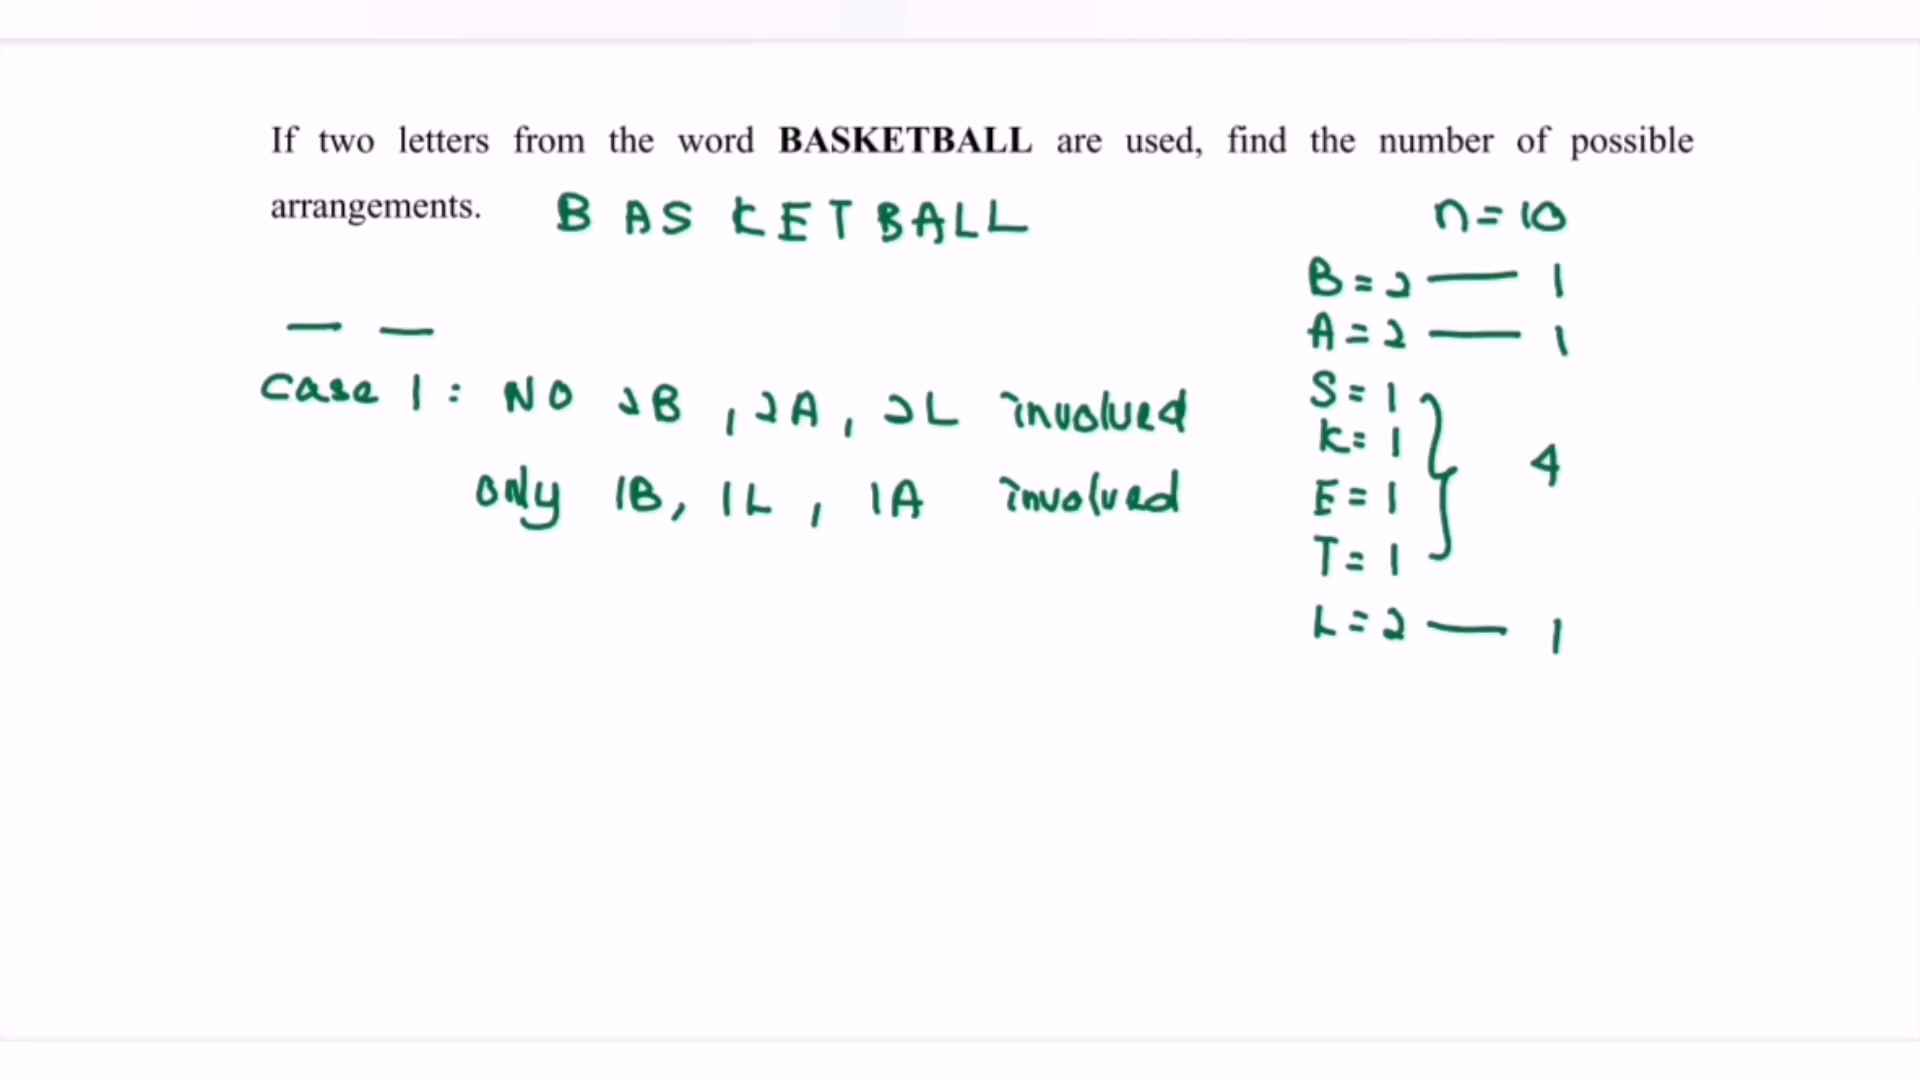 If two letters from the word BASKETBALL are used, find the number of possible
arrangements. BASKETBALL
n = 10
B = 2 — 1
A = 2 — 1
Case 1 : NO 2B , 2A , 2L involved
S = 1
K = 1
4
only 1B, 1L , 1A involved
E = 1
T = 1
L = 2 — 1